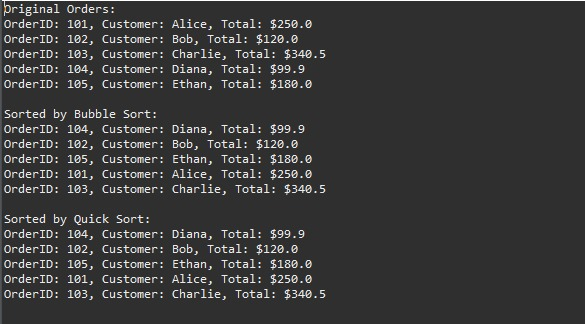 Original Orders:
OrderID: 101, Customer: Alice, Total: $250.0
OrderID: 102, Customer: Bob, Total: $120.0
OrderID: 103, Customer: Charlie, Total: $340.5
OrderID: 104, Customer: Diana, Total: $99.9
OrderID: 105, Customer: Ethan, Total: $180.0

Sorted by Bubble Sort:
OrderID: 104, Customer: Diana, Total: $99.9
OrderID: 102, Customer: Bob, Total: $120.0
OrderID: 105, Customer: Ethan, Total: $180.0
OrderID: 101, Customer: Alice, Total: $250.0
OrderID: 103, Customer: Charlie, Total: $340.5

Sorted by Quick Sort:
OrderID: 104, Customer: Diana, Total: $99.9
OrderID: 102, Customer: Bob, Total: $120.0
OrderID: 105, Customer: Ethan, Total: $180.0
OrderID: 101, Customer: Alice, Total: $250.0
OrderID: 103, Customer: Charlie, Total: $340.5